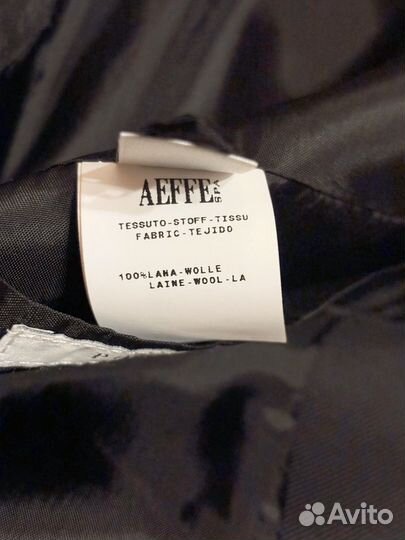 AEFFE SPA
TESSUTO-STOFF-TISSU
FABRIC-TEJIDO
100%LANA-WOLLE
LAINE-WOOL-LA
Avito